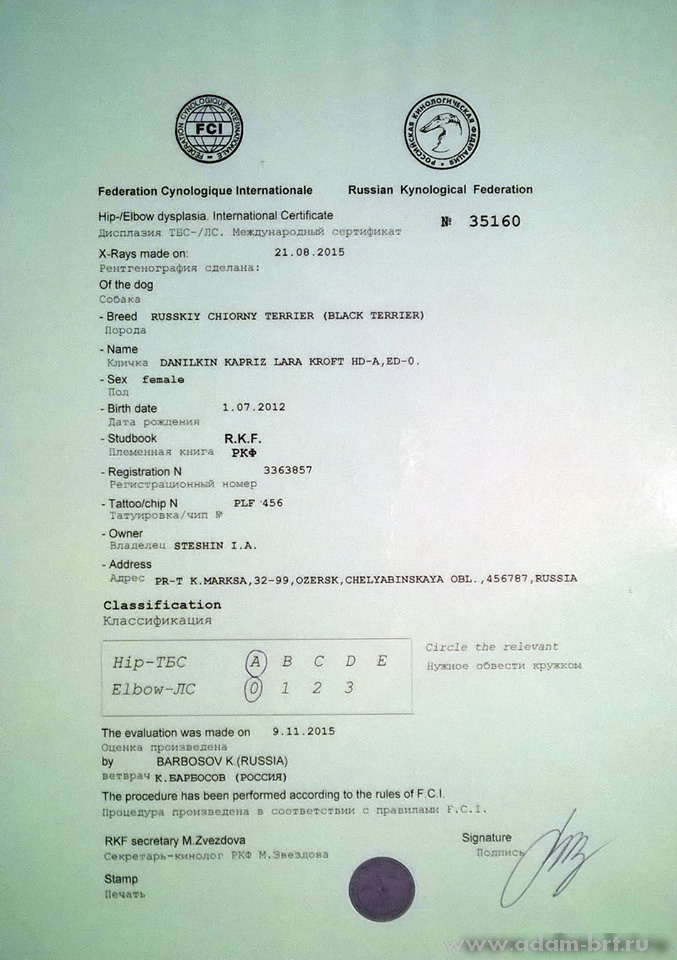 FEDERATION CYNOLOGIQUE INTERNATIONALE
FCI
РОССИЙСКАЯ КИНОЛОГИЧЕСКАЯ ФЕДЕРАЦИЯ
Federation Cynologique Internationale Russian Kynological Federation
Hip-/Elbow dysplasia. International Certificate № 35160
Дисплазия ТБС-/ЛС. Международный сертификат
X-Rays made on: 21.08.2015
Рентгенография сделана:
Of the dog
Собака
- Breed RUSSKIY CHIORNY TERRIER (BLACK TERRIER)
Порода
- Name
Кличка DANILKIN KAPRIZ LARA KROFT HD-A,ED-0.
- Sex female
Пол
- Birth date 1.07.2012
Дата рождения
- Studbook R.K.F.
Племенная книга РКФ
- Registration N 3363857
Регистрационный номер
- Tattoo/chip N PLF 456
Татуировка/чип №
- Owner
Владелец STESHIN I.A.
- Address
Адрес PR-T K.MARKSA,32-99,OZERSK,CHELYABINSKAYA OBL.,456787,RUSSIA
Classification
Классификация
Hip-ТБС A B C D E Circle the relevant
Нужное обвести кружком
Elbow-ЛС 0 1 2 3
The evaluation was made on 9.11.2015
Оценка произведена
by BARBOSOV K.(RUSSIA)
ветврач К.БАРБОСОВ (РОССИЯ)
The procedure has been performed according to the rules of F.C.I.
Процедура произведена в соответствии с правилами F.C.I.
RKF secretary M.Zvezdova Signature
Секретарь-кинолог РКФ М.Звездова Подпись
Stamp
Печать
www.adam-brt.ru